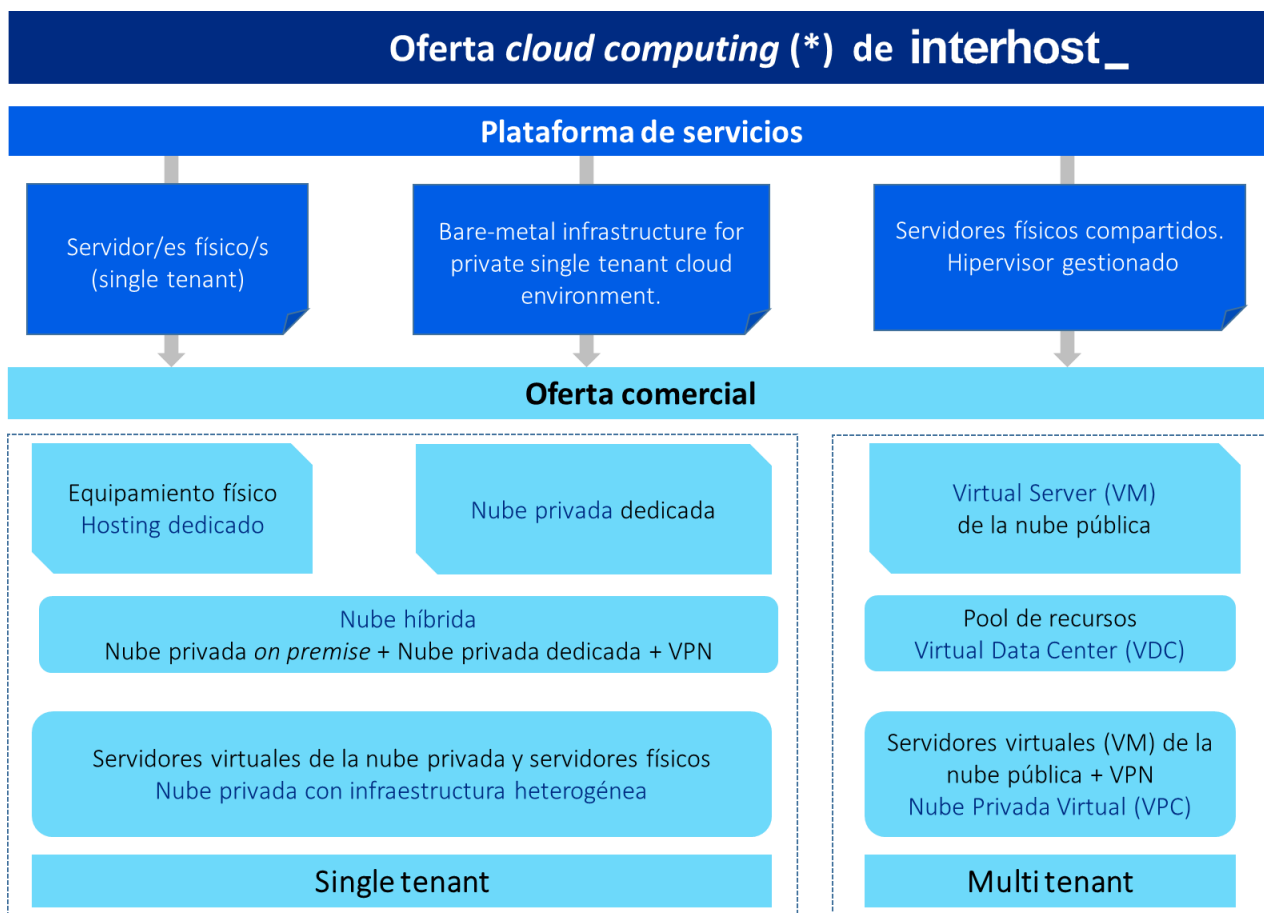 Oferta cloud computing (*) de interhost_
Plataforma de servicios
Servidor/es físico/s
(single tenant)
Bare-metal infrastructure for
private single tenant cloud
environment.
Servidores físicos compartidos.
Hipervisor gestionado
Oferta comercial
Equipamiento físico
Hosting dedicado
Nube privada dedicada
Virtual Server (VM)
de la nube pública
Nube híbrida
Nube privada on premise + Nube privada dedicada + VPN
Pool de recursos
Virtual Data Center (VDC)
Servidores virtuales de la nube privada y servidores físicos
Nube privada con infraestructura heterogénea
Servidores virtuales (VM) de la
nube pública + VPN
Nube Privada Virtual (VPC)
Single tenant
Multi tenant